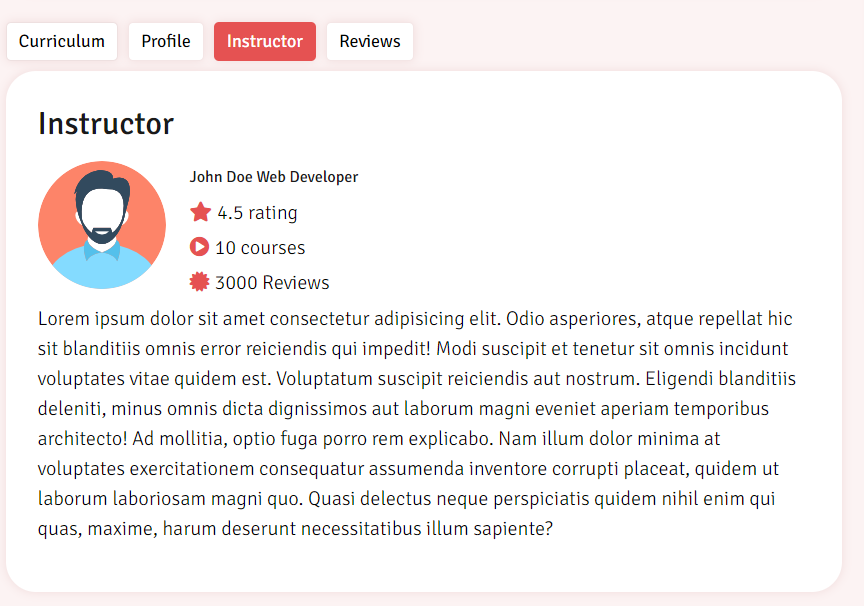 Curriculum Profile Instructor Reviews
Instructor
John Doe Web Developer
4.5 rating
10 courses
3000 Reviews
Lorem ipsum dolor sit amet consectetur adipisicing elit. Odio asperiores, atque repellat hic
sit blanditiis omnis error reiciendis qui impedit! Modi suscipit et tenetur sit omnis incidunt
voluptates vitae quidem est. Voluptatum suscipit reiciendis aut nostrum. Eligendi blanditiis
deleniti, minus omnis dicta dignissimos aut laborum magni eveniet aperiam temporibus
architecto! Ad mollitia, optio fuga porro rem explicabo. Nam illum dolor minima at
voluptates exercitationem consequatur assumenda inventore corrupti placeat, quidem ut
laborum laboriosam magni quo. Quasi delectus neque perspiciatis quidem nihil enim qui
quas, maxime, harum deserunt necessitatibus illum sapiente?